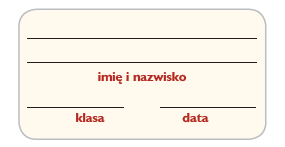 imię i nazwisko
klasa data